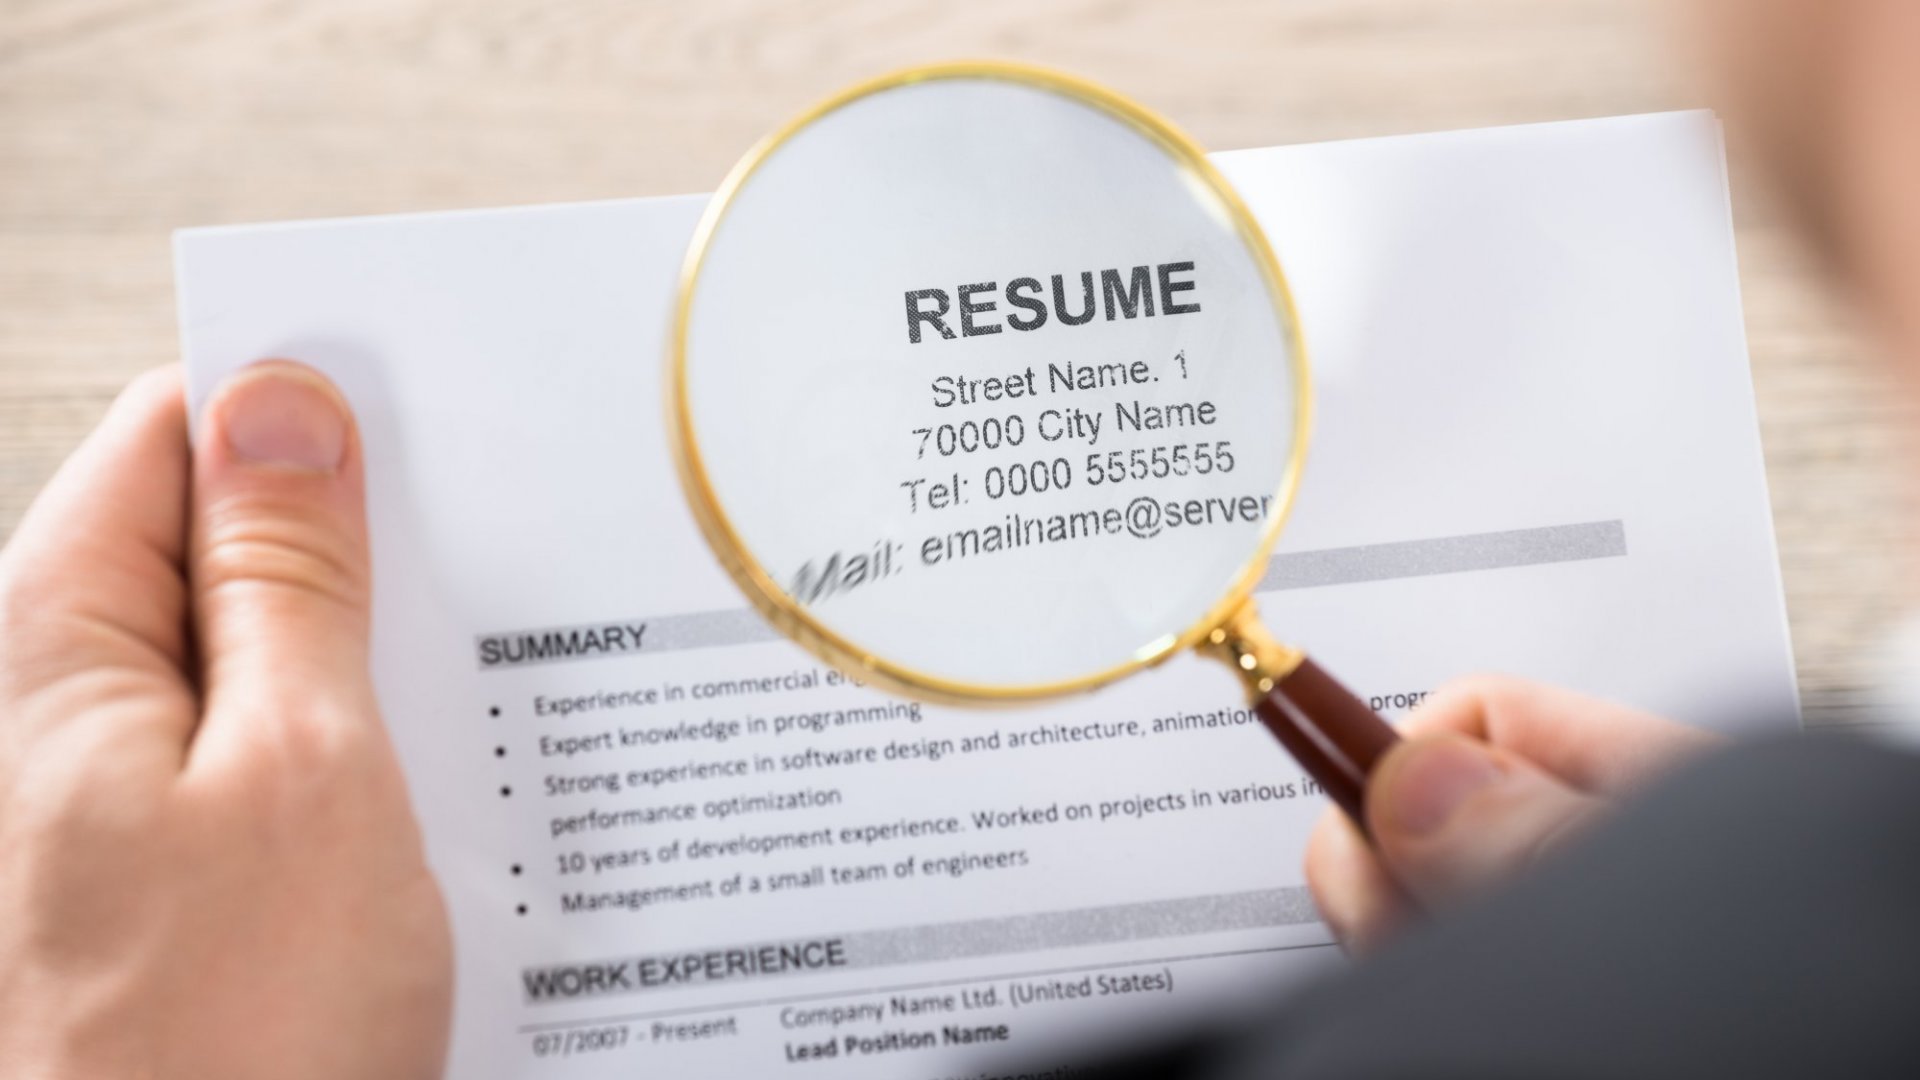 RESUME
Street Name. 1
70000 City Name
Tel: 0000 5555555
Mail: emailname@server
SUMMARY
• Experience in commercial
• Expert knowledge in programming
• Strong experience in software design and architecture, animation
performance optimization
• 10 years of development experience. Worked on projects in various
• Management of a small team of engineers
WORK EXPERIENCE
07/2007 - Present Company Name Ltd. (United States)
Lead Position Name